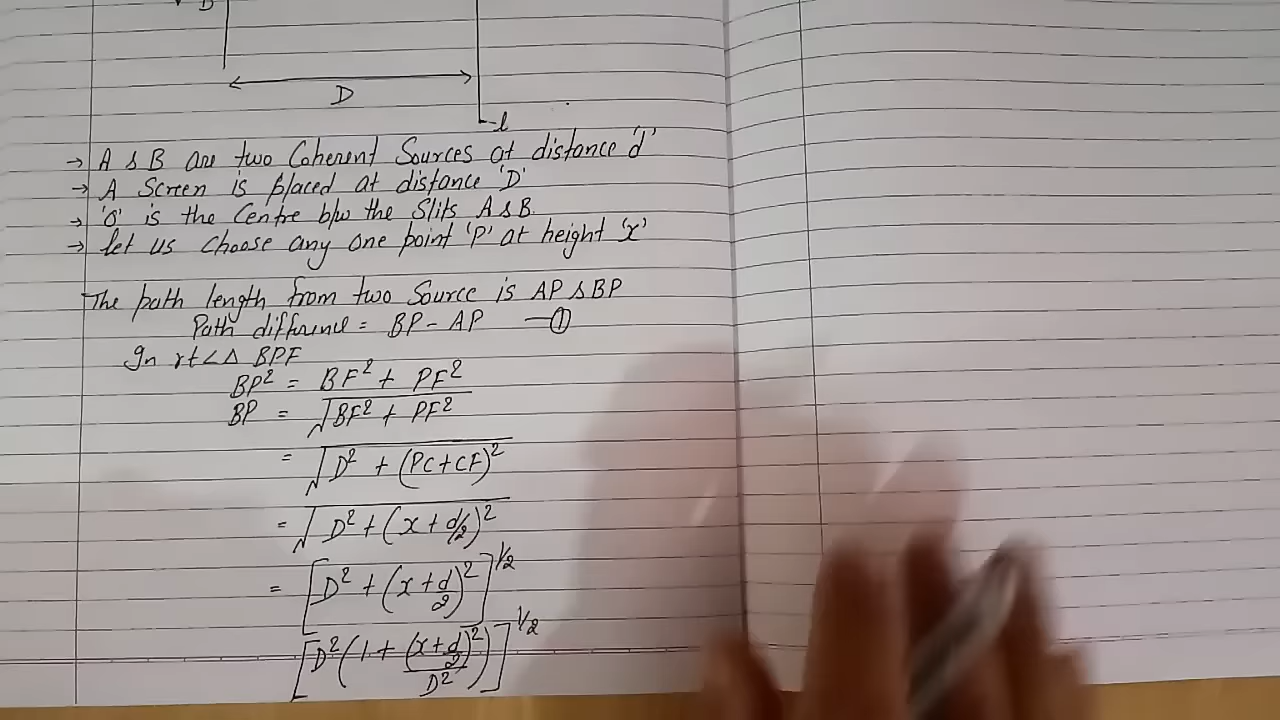 B
D
l
→ A & B are two Coherent Sources at distance 'd'
→ A Screen is placed at distance 'D'
→ 'O' is the Centre b/w the Slits A & B.
→ let us choose any one point 'P' at height 'x'
The path length from two Source is AP & BP
Path difference = BP - AP —①
In rt<Δ BPF
BP² = BF² + PF²
BP = √BF² + PF²
= √D² + (PC+CF)²
= √D² + (x + d/2)²
= [D² + (x + d/2)²]^1/2
[D²(1 + (x + d/2)²/D²)]^1/2